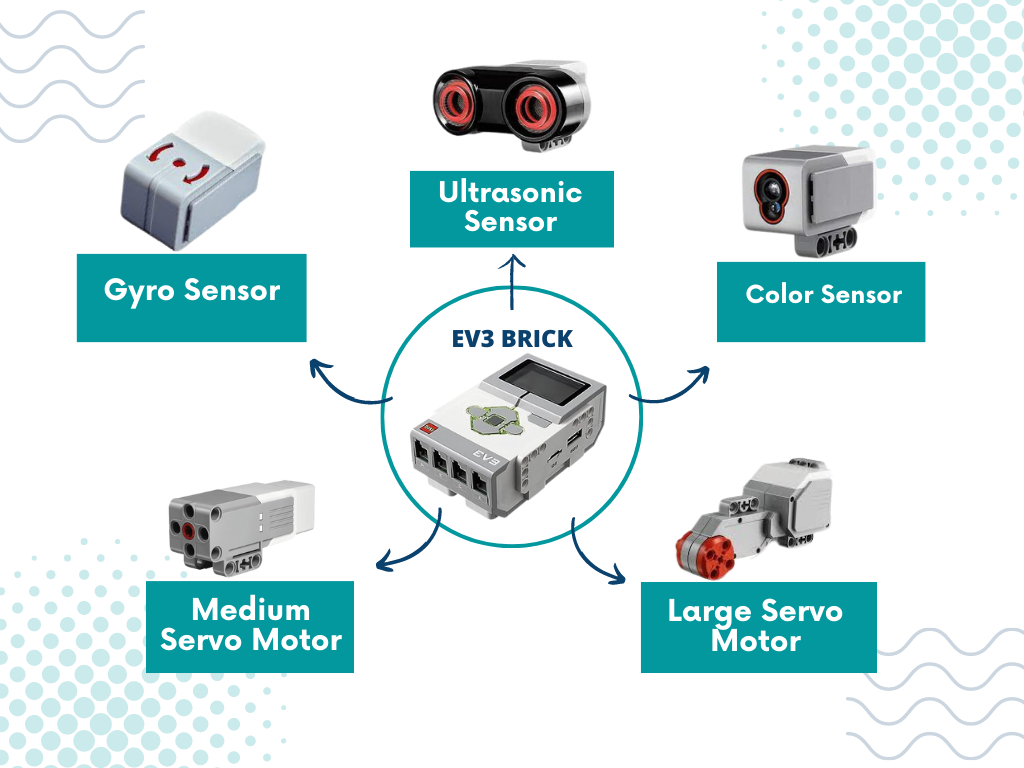 Ultrasonic
Sensor
Gyro Sensor
Color Sensor
EV3 BRICK
EV3
Medium
Servo Motor
Large Servo
Motor